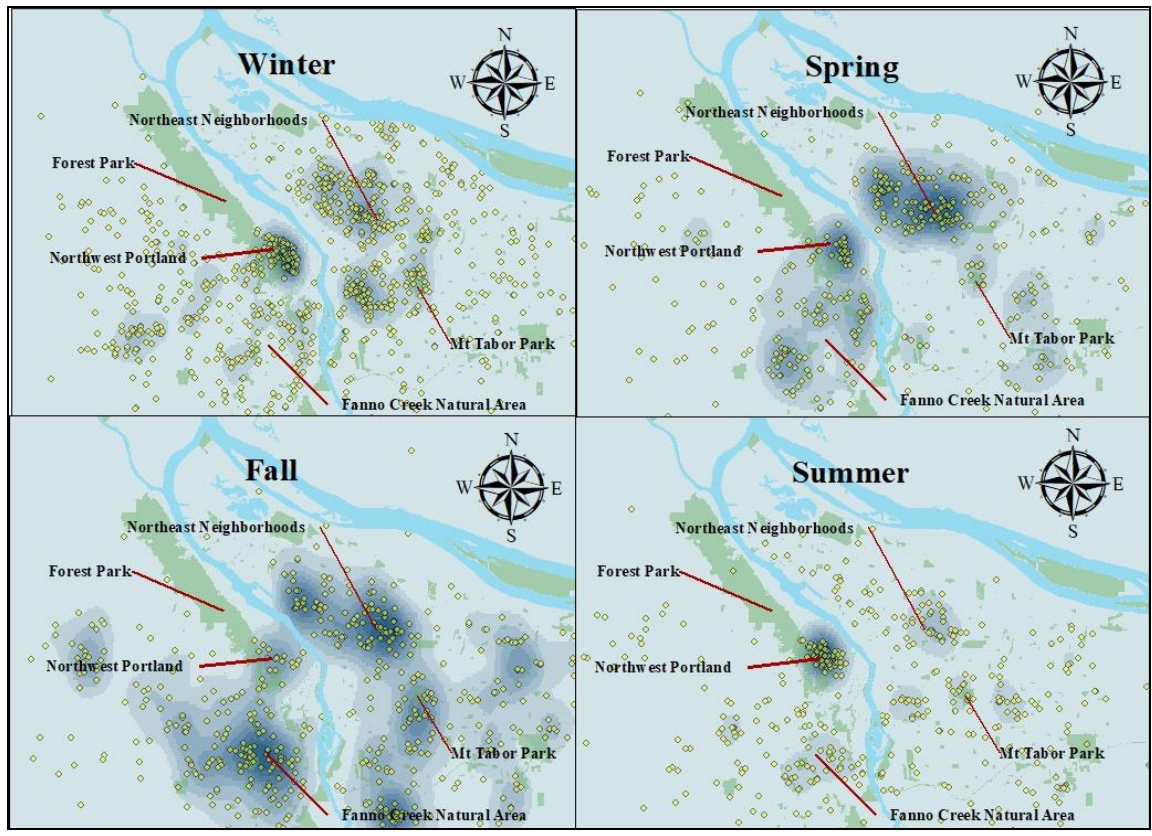 Winter
N
W
E
S
Northeast Neighborhoods
Forest Park
Northwest Portland
Mt Tabor Park
Fanno Creek Natural Area
Spring
N
W
E
S
Northeast Neighborhoods
Forest Park
Northwest Portland
Mt Tabor Park
Fanno Creek Natural Area
Fall
N
W
E
S
Northeast Neighborhoods
Forest Park
Northwest Portland
Mt Tabor Park
Fanno Creek Natural Area
Summer
N
W
E
S
Northeast Neighborhoods
Forest Park
Northwest Portland
Mt Tabor Park
Fanno Creek Natural Area